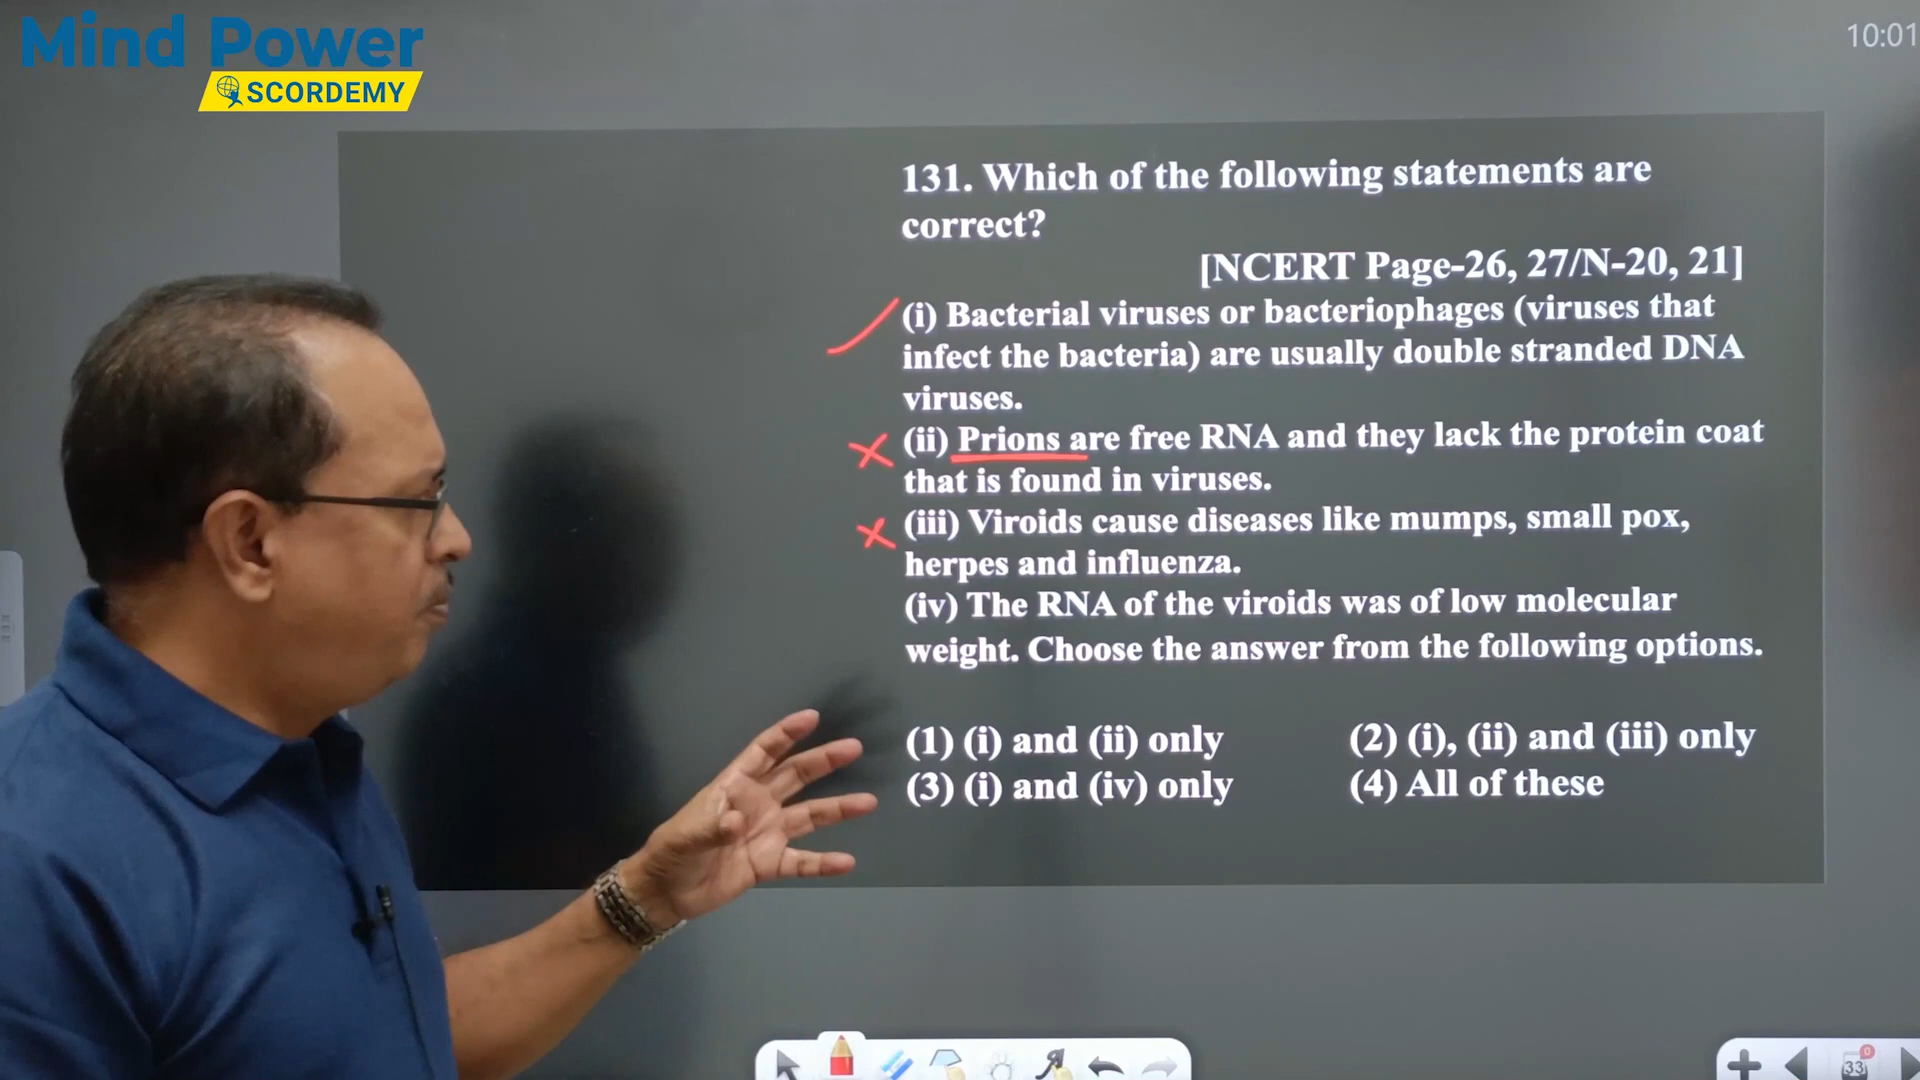 Mind Power
SCORDEMY
10:01
131. Which of the following statements are
correct?
[NCERT Page-26, 27/N-20, 21]
(i) Bacterial viruses or bacteriophages (viruses that
infect the bacteria) are usually double stranded DNA
viruses.
(ii) Prions are free RNA and they lack the protein coat
that is found in viruses.
(iii) Viroids cause diseases like mumps, small pox,
herpes and influenza.
(iv) The RNA of the viroids was of low molecular
weight. Choose the answer from the following options.
(1) (i) and (ii) only (2) (i), (ii) and (iii) only
(3) (i) and (iv) only (4) All of these
33
0